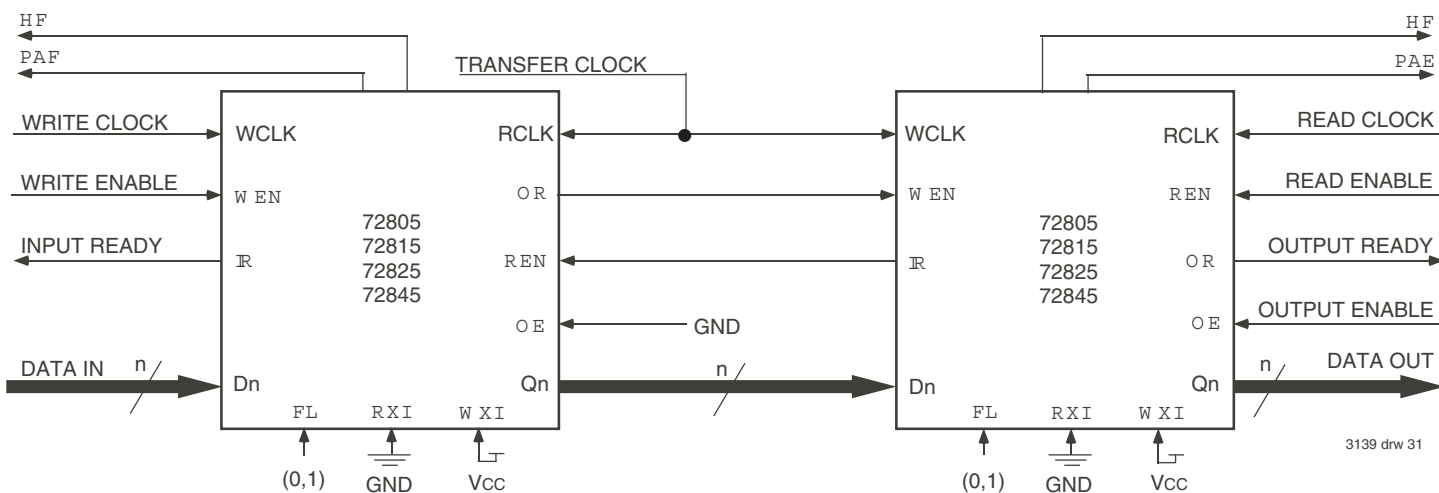 HF HF
PAF TRANSFER CLOCK PAE
WRITE CLOCK WCLK RCLK WCLK RCLK READ CLOCK
WRITE ENABLE WEN OR WEN REN READ ENABLE
72805 72805
72815 72815
INPUT READY IR REN IR OR OUTPUT READY
72825 72825
72845 72845
OE GND OE OUTPUT ENABLE
DATA IN n Dn Qn n Dn Qn n DATA OUT
FL RXI WXI FL RXI WXI
3139 drw 31
(0,1) GND VCC (0,1) GND VCC